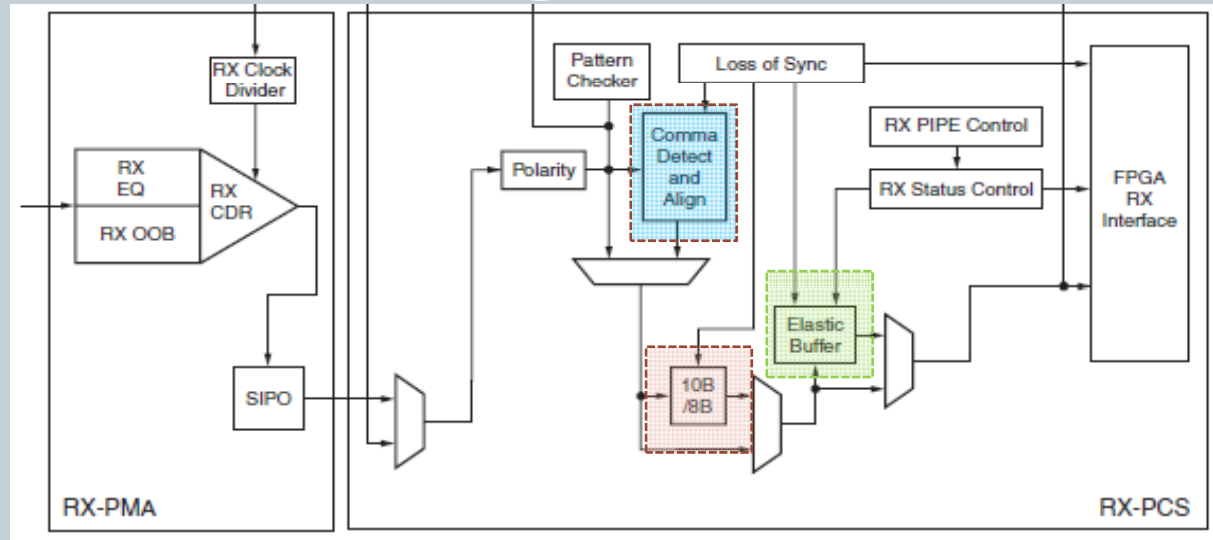 RX Clock
Divider
RX
EQ
RX OOB
RX
CDR
SIPO
RX-PMA
Pattern
Checker
Loss of Sync
Comma
Detect
and
Align
Polarity
RX PIPE Control
RX Status Control
FPGA
RX
Interface
Elastic
Buffer
10B
/8B
RX-PCS